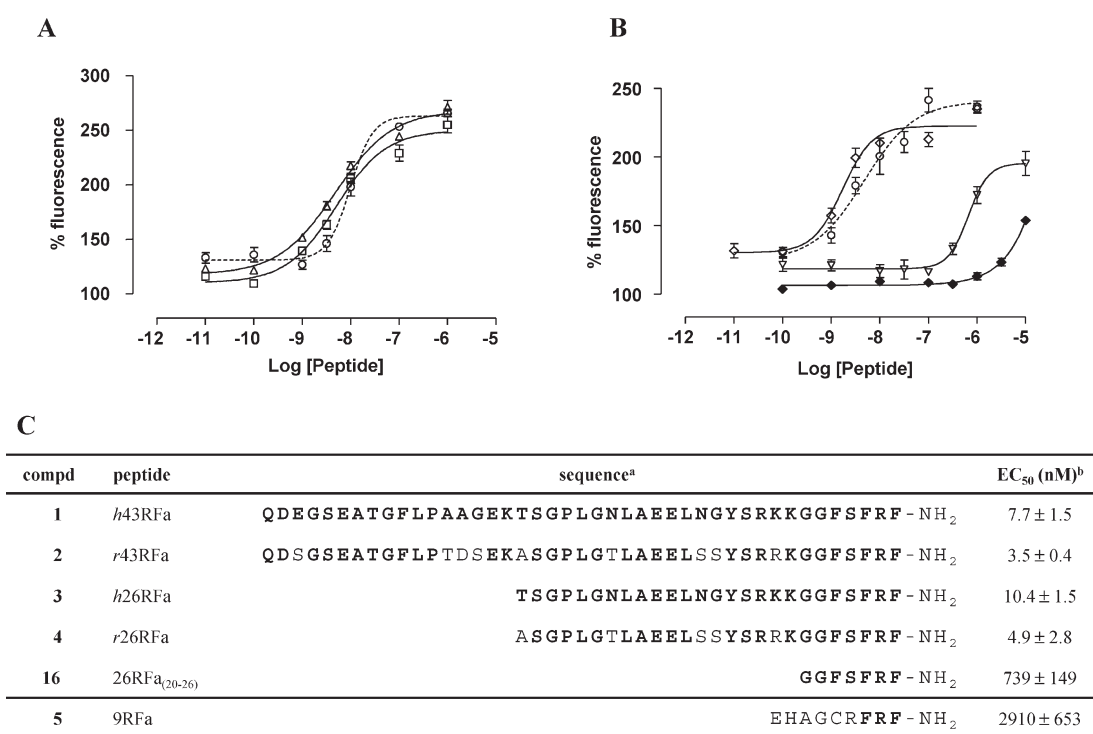 A
B
300
250
200
150
100
% fluorescence
-12 -11 -10 -9 -8 -7 -6 -5
Log [Peptide]
250
200
150
100
% fluorescence
-12 -11 -10 -9 -8 -7 -6 -5
Log [Peptide]
C
compd peptide sequenceᵃ EC₅₀ (nM)ᵇ
1 h43RFa QDEGSEATGFLPAAGEKTSGPLGNLAEELNGYSRKKGGFSFRF-NH₂ 7.7 ± 1.5
2 r43RFa QDSGSEATGFLPTDSEKASGPLGTLAEELSSYSRRKGGFSFRF-NH₂ 3.5 ± 0.4
3 h26RFa TSGPLGNLAEELNGYSRKKGGFSFRF-NH₂ 10.4 ± 1.5
4 r26RFa ASGPLGTLAEELSSYSRRKGGFSFRF-NH₂ 4.9 ± 2.8
16 26RFa₍₂₀₋₂₆₎ GGFSFRF-NH₂ 739 ± 149
5 9RFa EHAGCRFRF-NH₂ 2910 ± 653